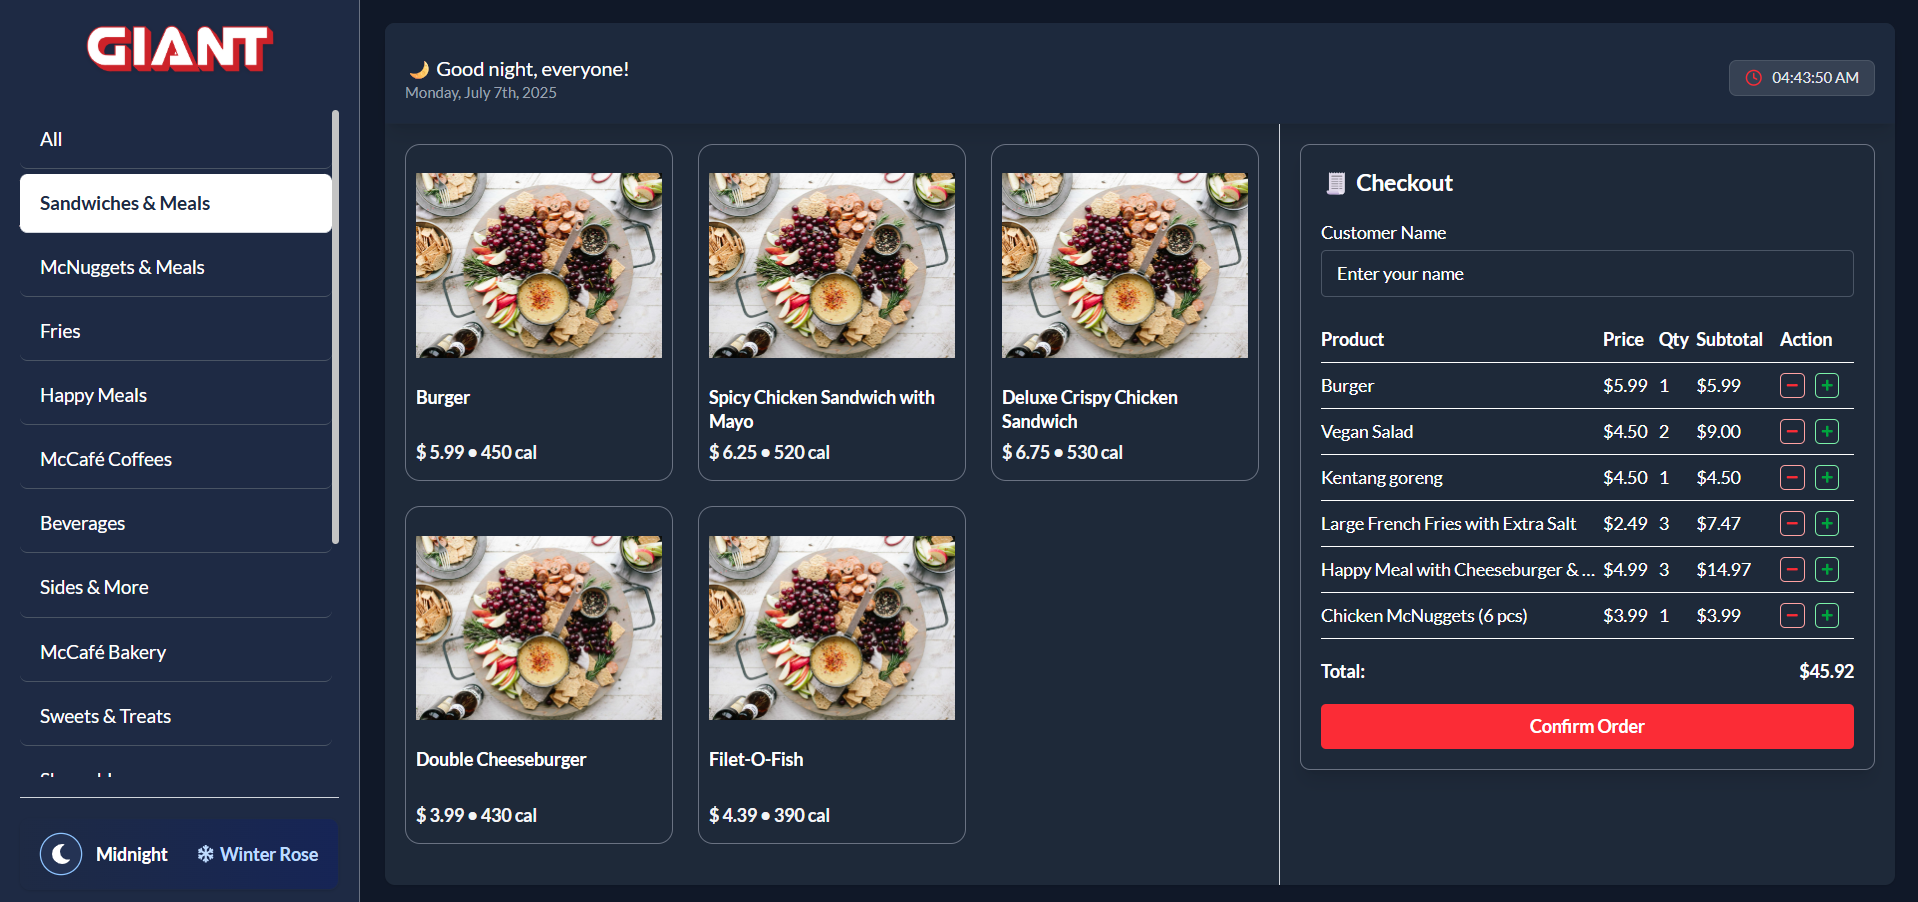 GIANT
All
Sandwiches & Meals
McNuggets & Meals
Fries
Happy Meals
McCafé Coffees
Beverages
Sides & More
McCafé Bakery
Sweets & Treats
Midnight
Winter Rose
Good night, everyone!
Monday, July 7th, 2025
04:43:50 AM
Burger
$ 5.99 • 450 cal
Spicy Chicken Sandwich with
Mayo
$ 6.25 • 520 cal
Deluxe Crispy Chicken
Sandwich
$ 6.75 • 530 cal
Double Cheeseburger
$ 3.99 • 430 cal
Filet-O-Fish
$ 4.39 • 390 cal
Checkout
Customer Name
Enter your name
Product Price Qty Subtotal Action
Burger $5.99 1 $5.99
Vegan Salad $4.50 2 $9.00
Kentang goreng $4.50 1 $4.50
Large French Fries with Extra Salt $2.49 3 $7.47
Happy Meal with Cheeseburger & ... $4.99 3 $14.97
Chicken McNuggets (6 pcs) $3.99 1 $3.99
Total: $45.92
Confirm Order